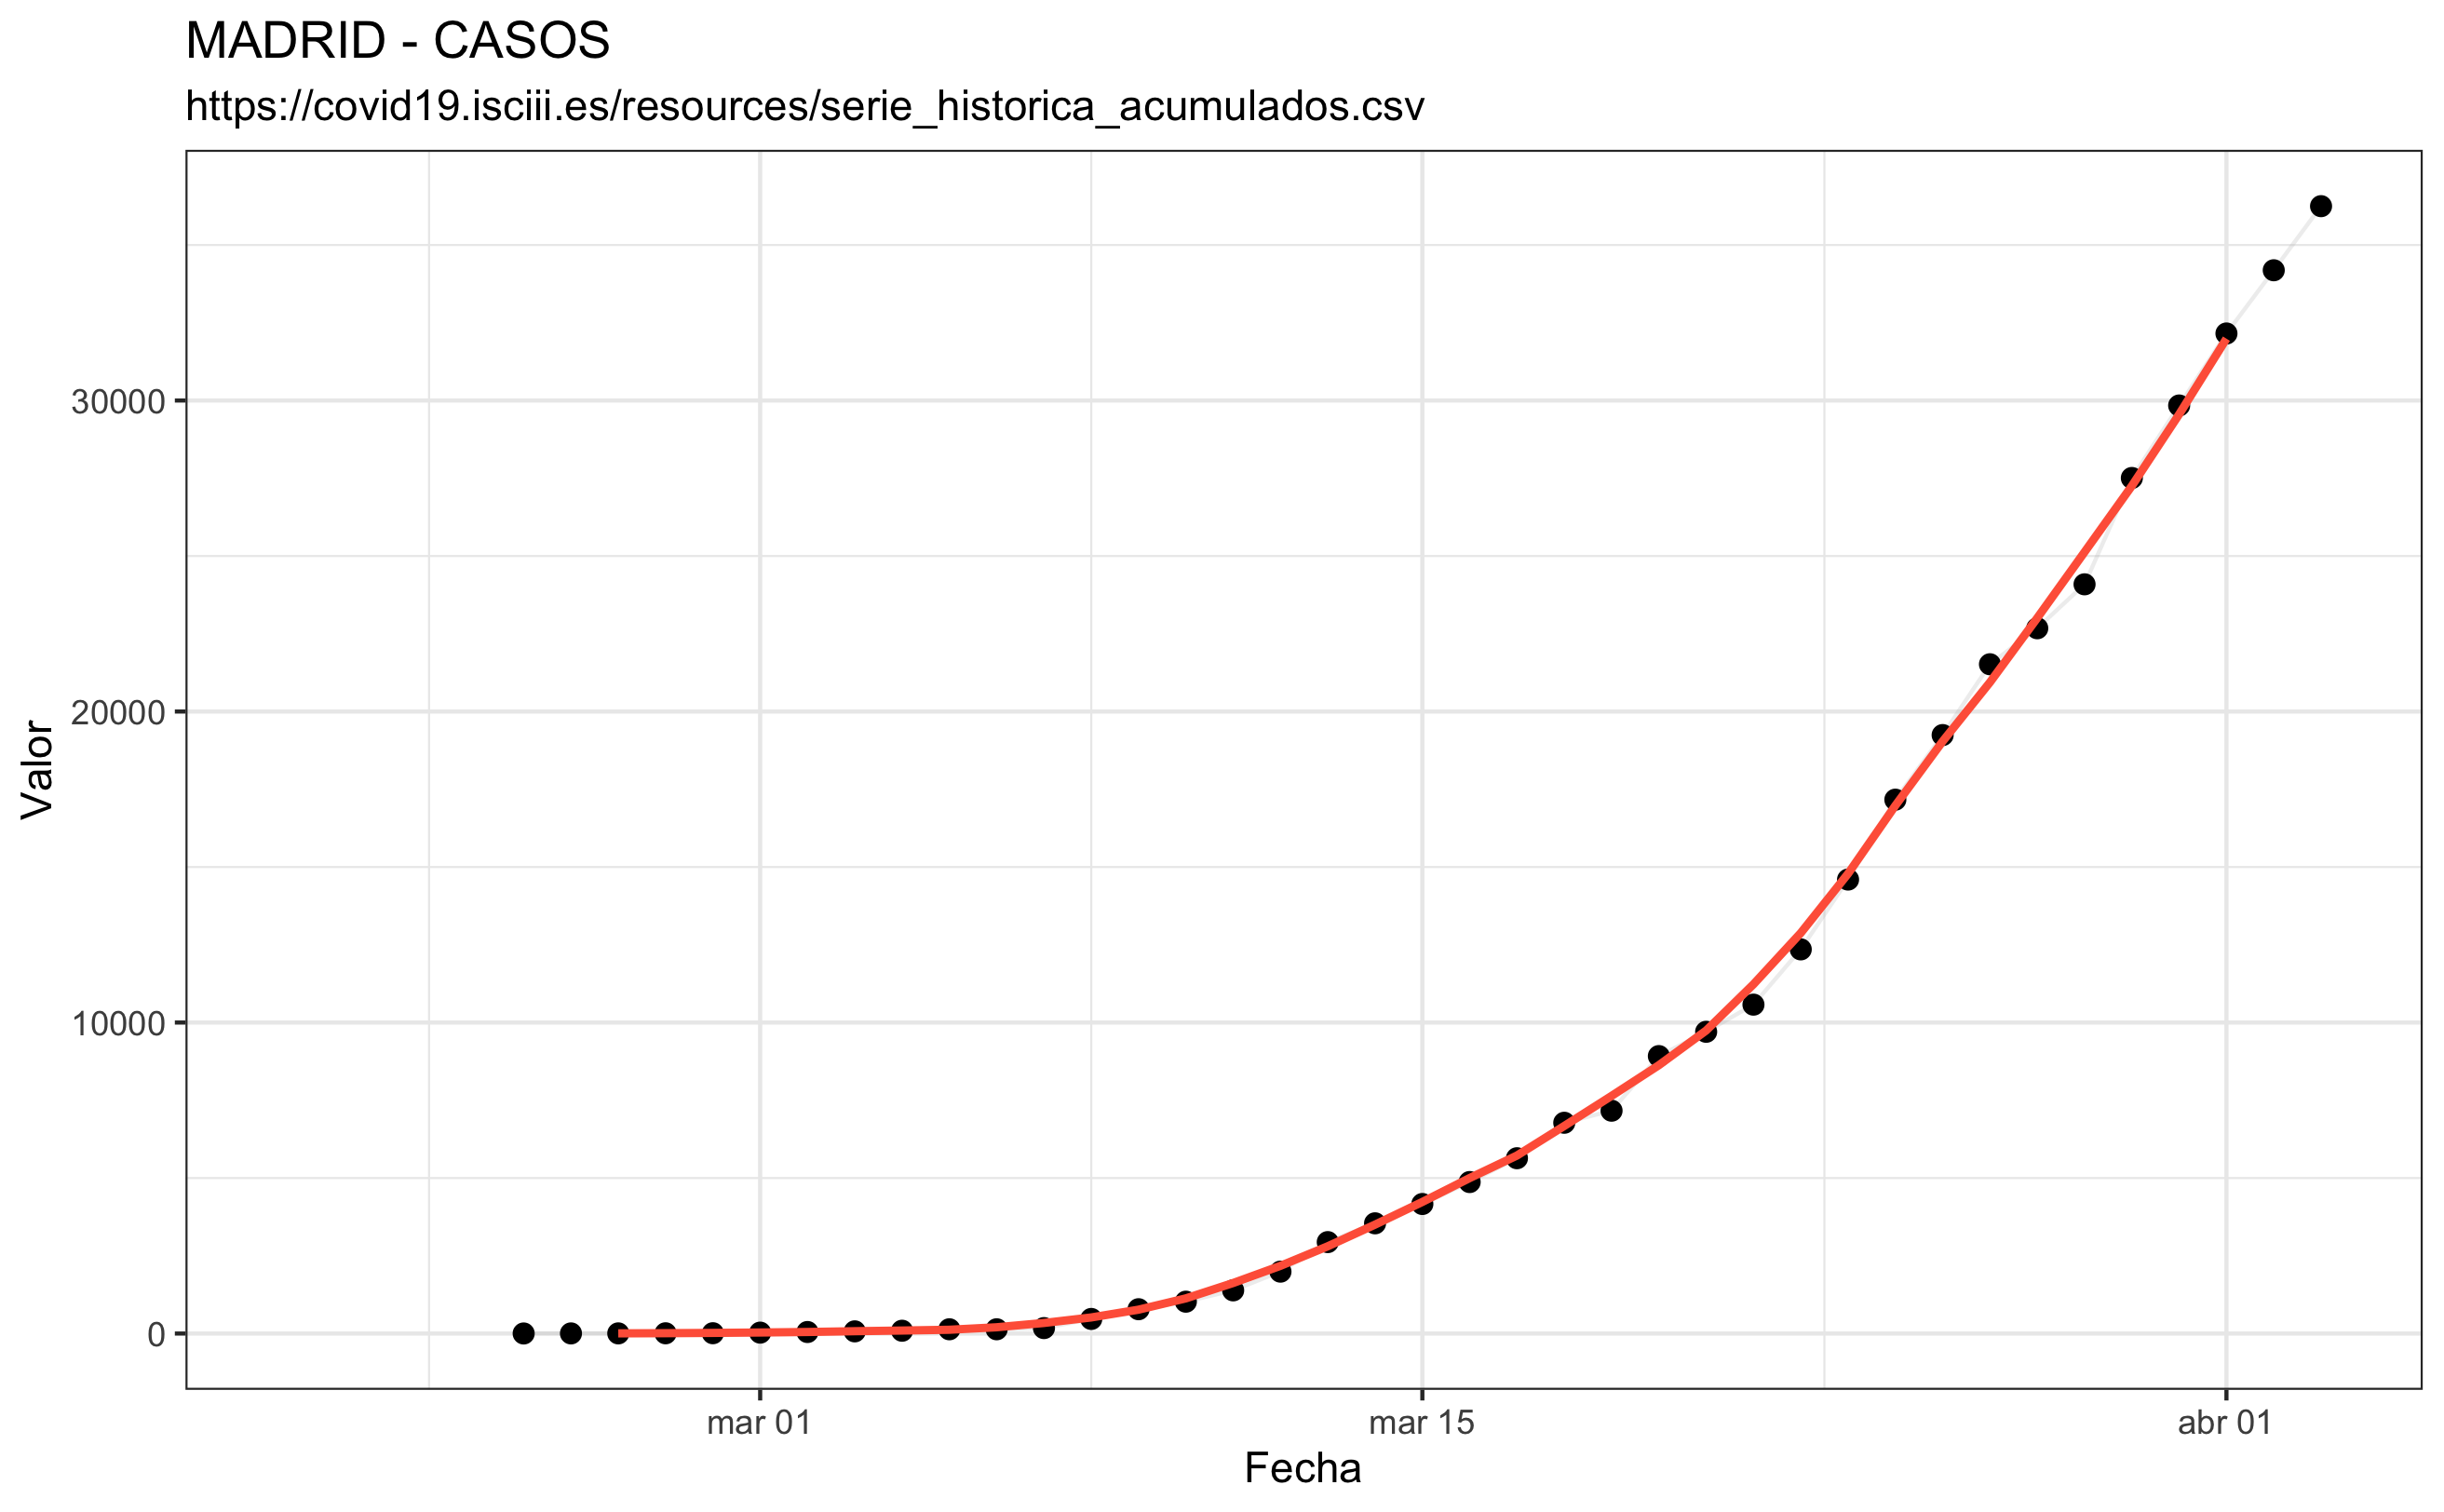 MADRID - CASOS
https://covid19.isciii.es/resources/serie_historica_acumulados.csv
Valor
30000
20000
10000
0
mar 01
mar 15
abr 01
Fecha